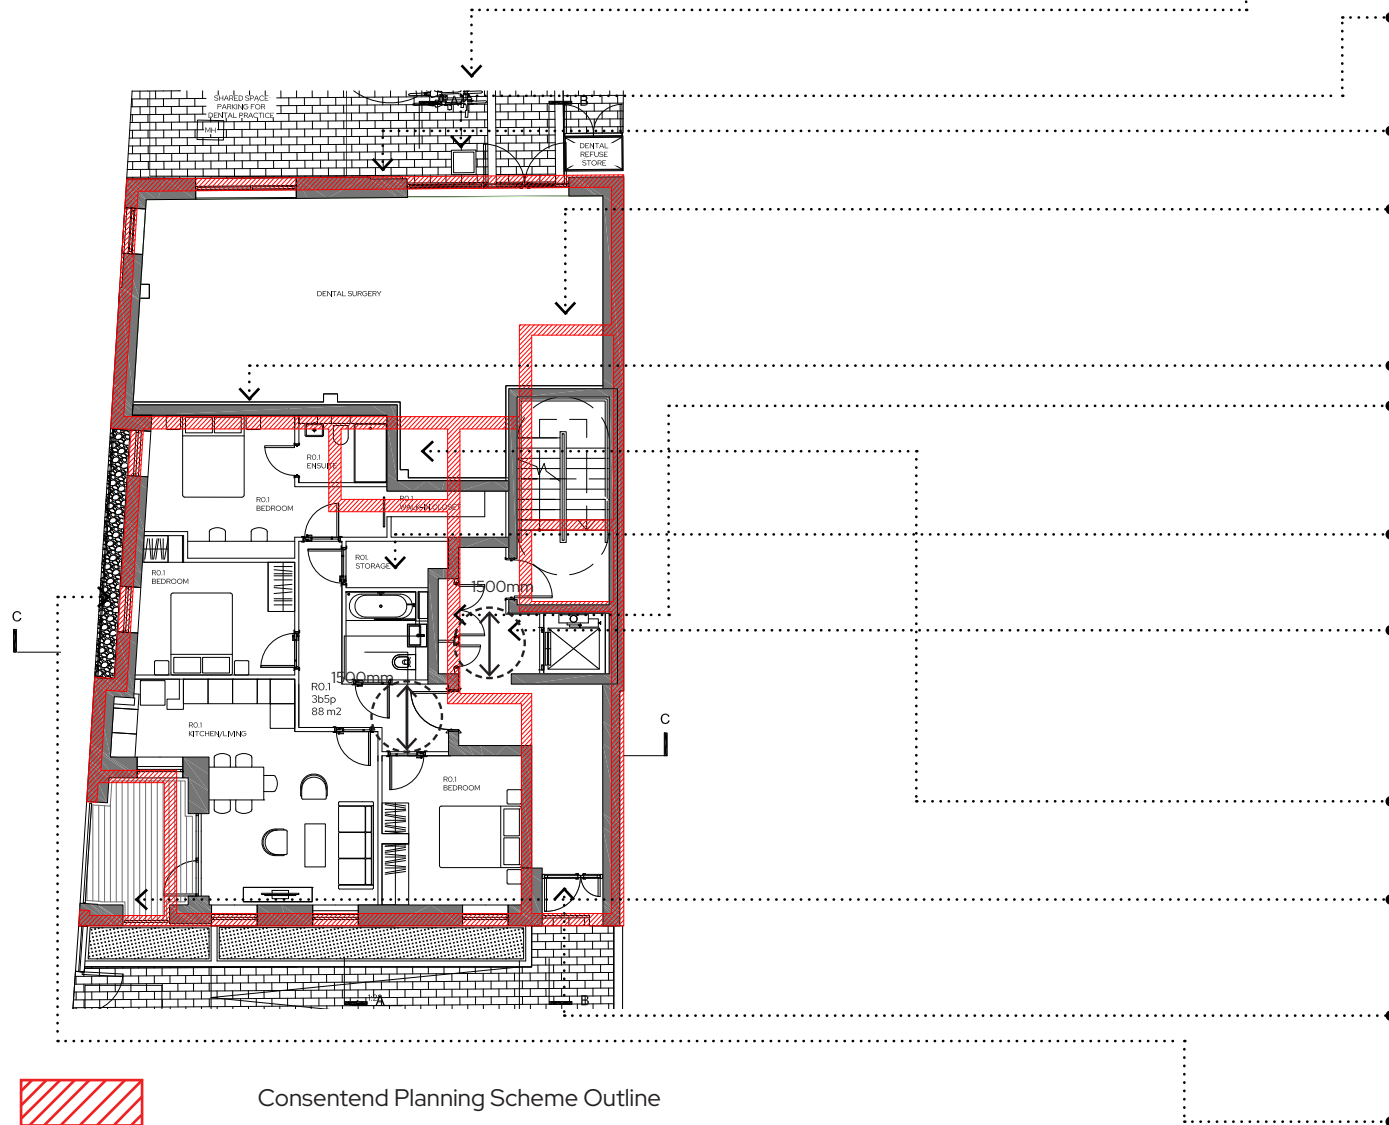 SHARED SPACE
PARKING FOR
DENTAL PRACTICE
MH
B
DENTAL
REFUSE
STORE
DENTAL SURGERY
R0.1
ENSUITE
R0.1
BEDROOM
R0.1
WALK-IN CLOSET
R01.
STORAGE
R0.1
BEDROOM
1500mm
C
1500mm
R0.1
3b5p
88 m2
R0.1
KITCHEN/LIVING
C
R0.1
BEDROOM
A
B
Consentend Planning Scheme Outline